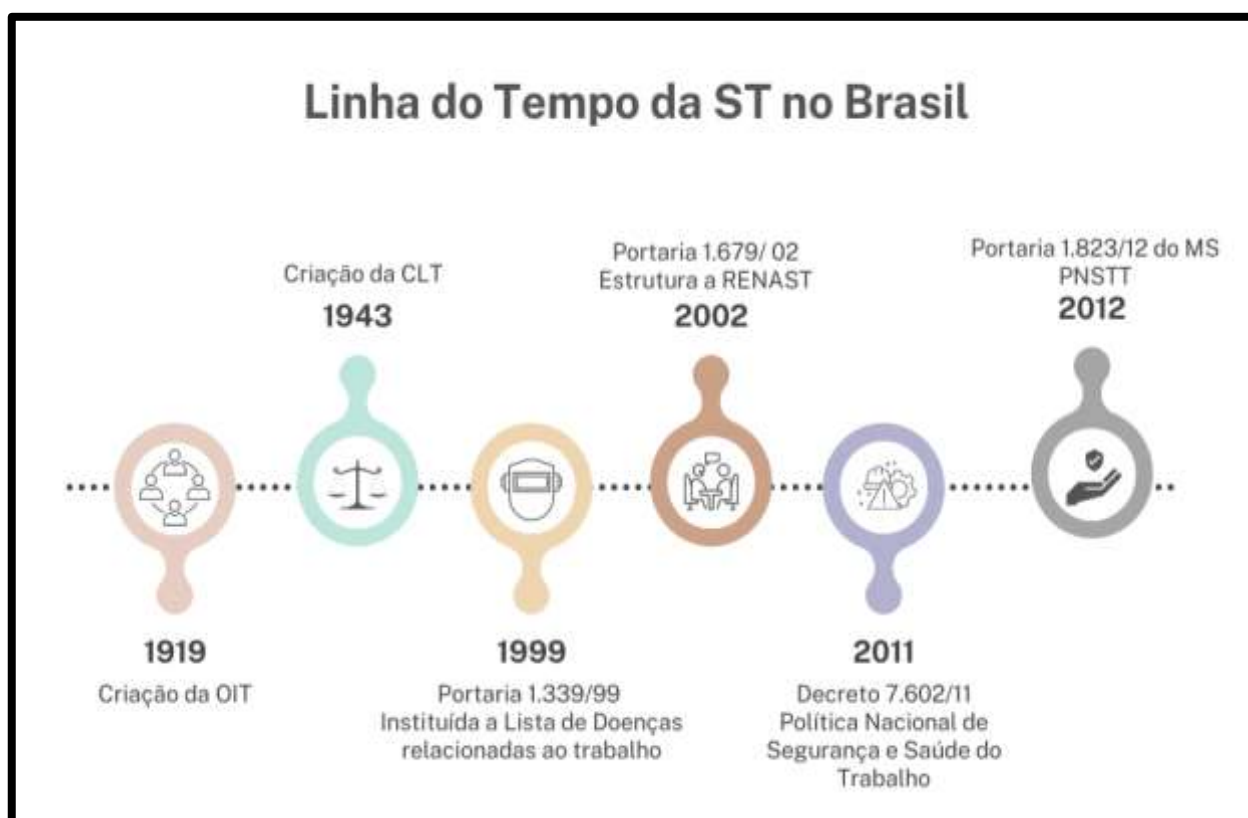 Linha do Tempo da ST no Brasil
Criação da CLT
1943
Portaria 1.679/ 02
Estrutura a RENAST
2002
Portaria 1.823/12 do MS
PNSTT
2012
1919
Criação da OIT
1999
Portaria 1.339/99
Instituída a Lista de Doenças
relacionadas ao trabalho
2011
Decreto 7.602/11
Política Nacional de
Segurança e Saúde do
Trabalho